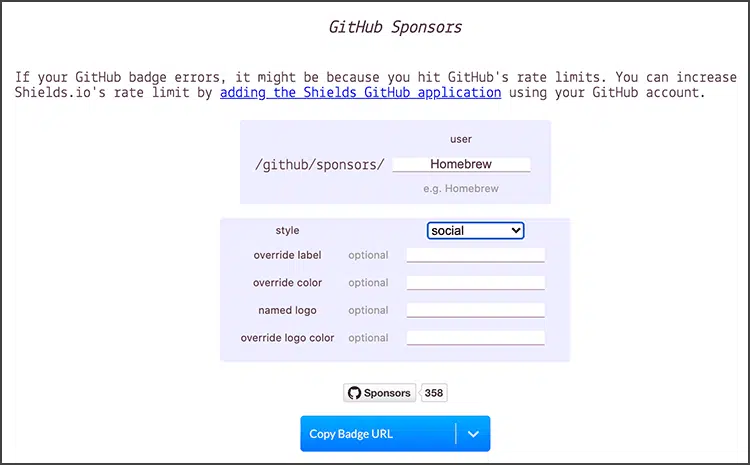 GitHub Sponsors
If your GitHub badge errors, it might be because you hit GitHub's rate limits. You can increase
Shields.io's rate limit by adding the Shields GitHub application using your GitHub account.
user
/github/sponsors/ Homebrew
e.g. Homebrew
style social
override label optional
override color optional
named logo optional
override logo color optional
Sponsors 358
Copy Badge URL